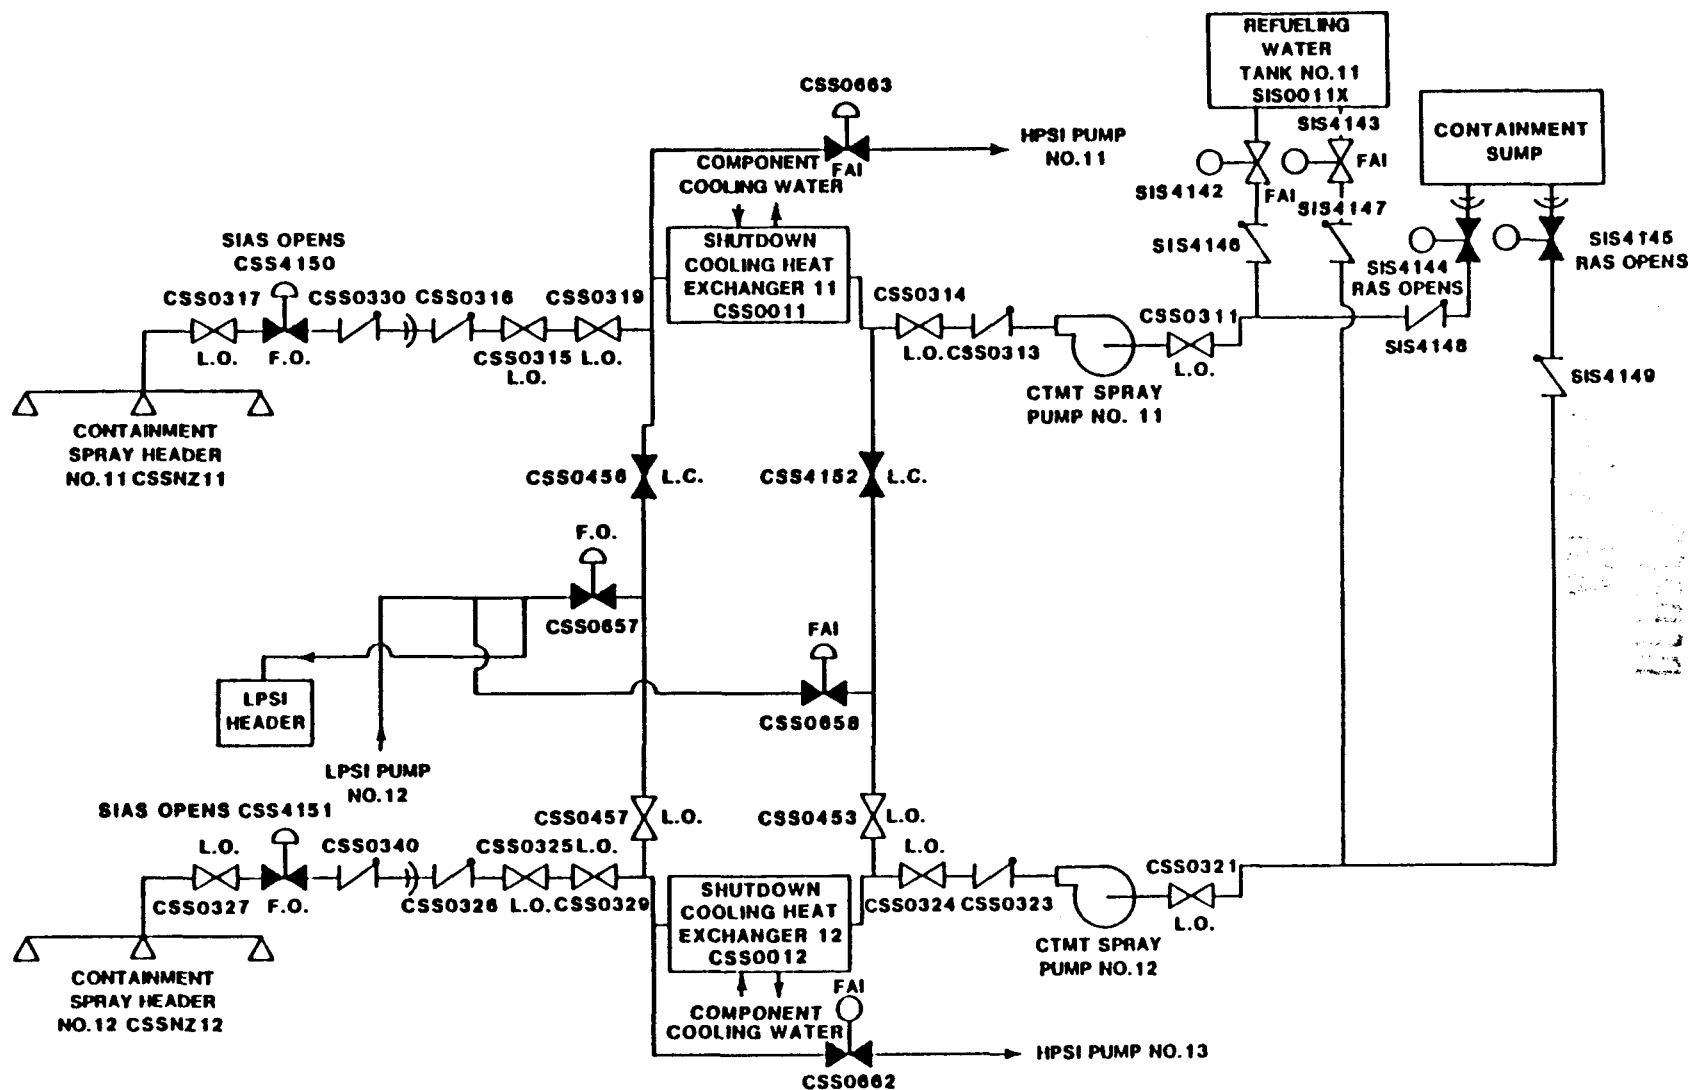 REFUELING
WATER
TANK NO.11
SIS0011X
CONTAINMENT
SUMP
CSS0663
FAI
HPSI PUMP
NO.11
COMPONENT
COOLING WATER
SIS4143
FAI
SIS4142
FAI
SIS4147
SIS4146
SIS4144
RAS OPENS
SIS4145
RAS OPENS
SIS4148
SIS4149
SIAS OPENS
CSS4150
CSS0317
CSS0330
CSS0316
CSS0319
L.O.
F.O.
CSS0315
L.O.
L.O.
SHUTDOWN
COOLING HEAT
EXCHANGER 11
CSS0011
CSS0314
L.O.
CSS0313
CSS0311
L.O.
CTMT SPRAY
PUMP NO. 11
CONTAINMENT
SPRAY HEADER
NO.11 CSSNZ11
CSS0456
L.C.
CSS4152
L.C.
F.O.
CSS0657
FAI
CSS0658
LPSI
HEADER
LPSI PUMP
NO.12
SIAS OPENS CSS4151
CSS0457
L.O.
CSS0453
L.O.
L.O.
CSS0340
CSS0325
L.O.
L.O.
CSS0321
CSS0327
F.O.
CSS0326
L.O.
CSS0329
CSS0324
CSS0323
L.O.
SHUTDOWN
COOLING HEAT
EXCHANGER 12
CSS0012
CTMT SPRAY
PUMP NO.12
CONTAINMENT
SPRAY HEADER
NO.12 CSSNZ12
COMPONENT
COOLING WATER
FAI
CSS0662
HPSI PUMP NO.13